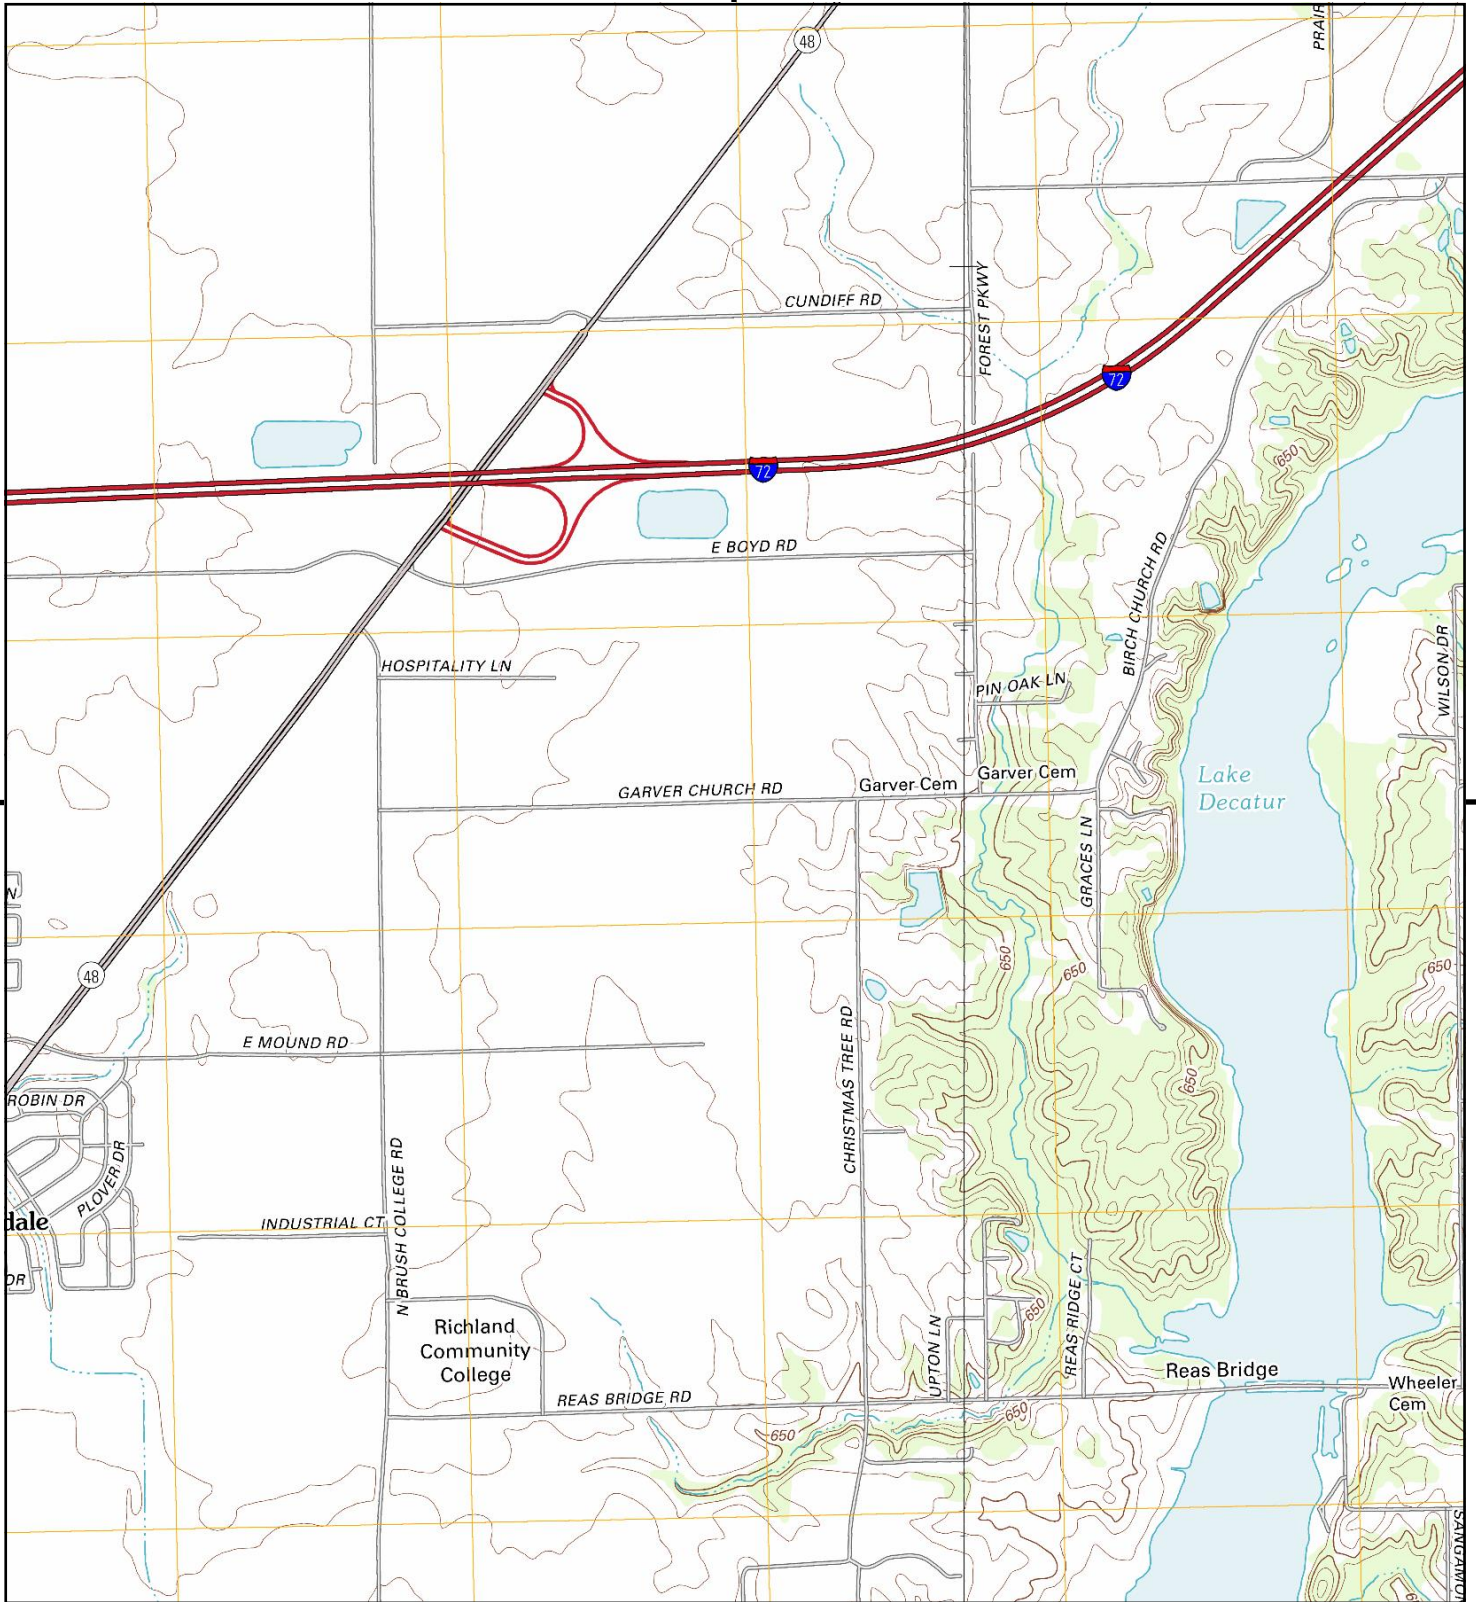 48
PRAIR
CUNDIFF RD
FOREST PKWY
72
650
72
E BOYD RD
BIRCH CHURCH RD
WILSON DR
HOSPITALITY LN
PIN OAK LN
Garver Cem
Garver Cem
GARVER CHURCH RD
Lake
Decatur
GRACES LN
N
650
650
650
48
E MOUND RD
CHRISTMAS TREE RD
650
ROBIN DR
PLOVER DR
N BRUSH COLLEGE RD
dale
INDUSTRIAL CT
DR
REAS RIDGE CT
650
UPTON LN
Richland
Community
College
Reas Bridge
Wheeler
Cem
REAS BRIDGE RD
650
650
SANGAMO